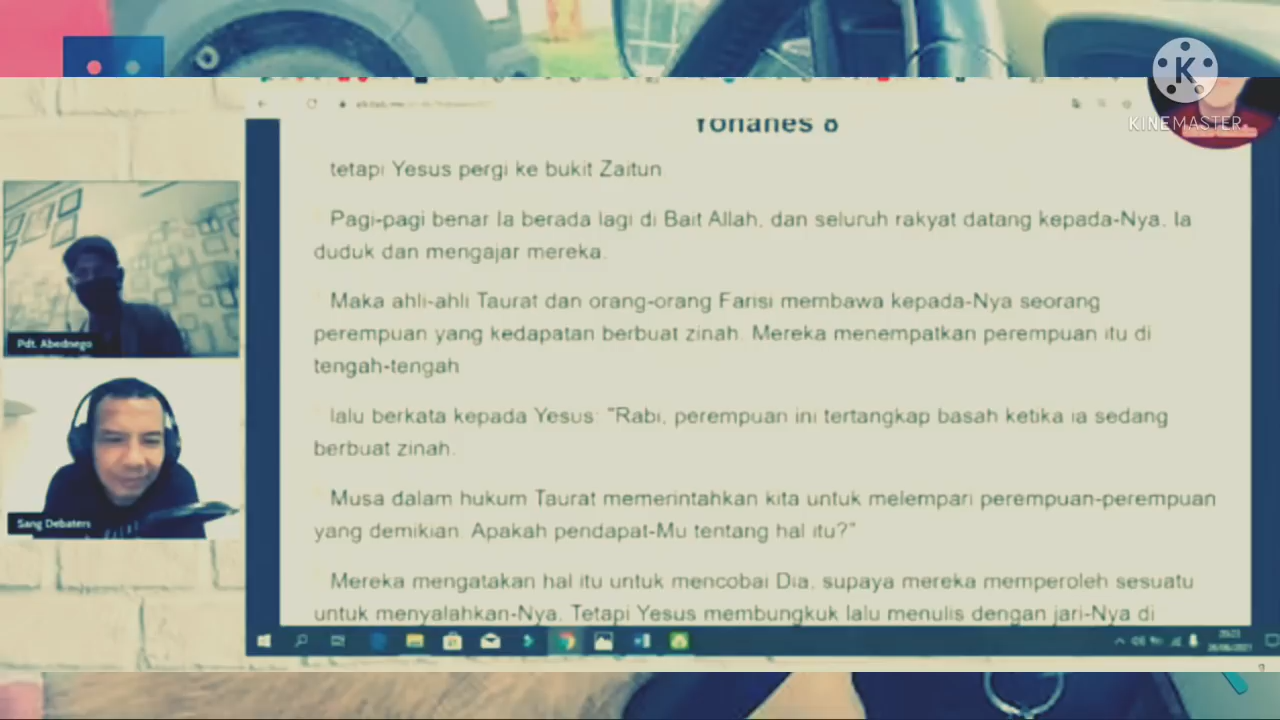 KINEMASTER
Yohanes 8
tetapi Yesus pergi ke bukit Zaitun.
Pagi-pagi benar Ia berada lagi di Bait Allah, dan seluruh rakyat datang kepada-Nya. Ia
duduk dan mengajar mereka.
Maka ahli-ahli Taurat dan orang-orang Farisi membawa kepada-Nya seorang
perempuan yang kedapatan berbuat zinah. Mereka menempatkan perempuan itu di
tengah-tengah
lalu berkata kepada Yesus: "Rabi, perempuan ini tertangkap basah ketika ia sedang
berbuat zinah.
Musa dalam hukum Taurat memerintahkan kita untuk melempari perempuan-perempuan
yang demikian. Apakah pendapat-Mu tentang hal itu?"
Mereka mengatakan hal itu untuk mencobai Dia, supaya mereka memperoleh sesuatu
untuk menyalahkan-Nya. Tetapi Yesus membungkuk lalu menulis dengan jari-Nya di
Pdt. Abednego
Sang Debaters